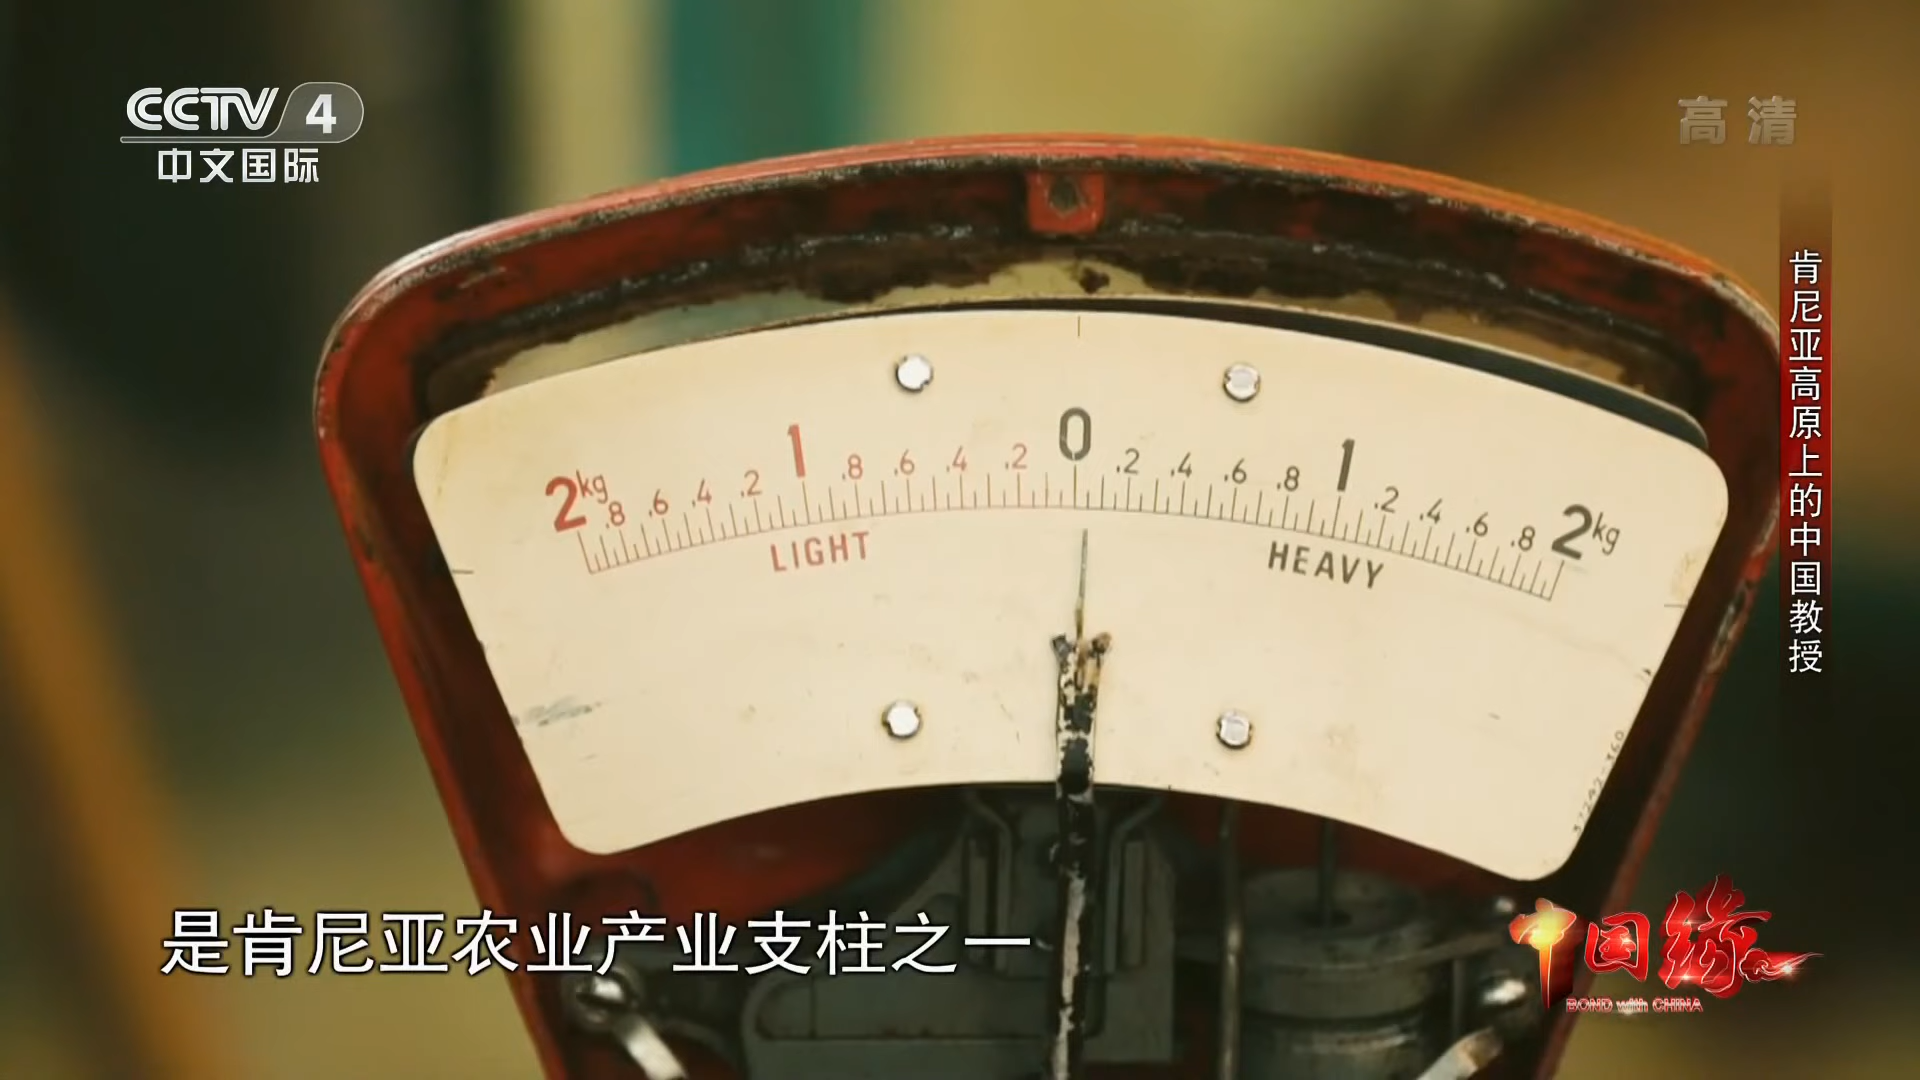 CCTV 4
中文国际
高清
肯尼亚高原上的中国教授
2kg .8 .6 .4 .2 1 .8 .6 .4 .2 0 .2 .4 .6 .8 1 .2 .4 .6 .8 2kg
LIGHT HEAVY
是肯尼亚农业产业支柱之一
中国缘
BOND with CHINA